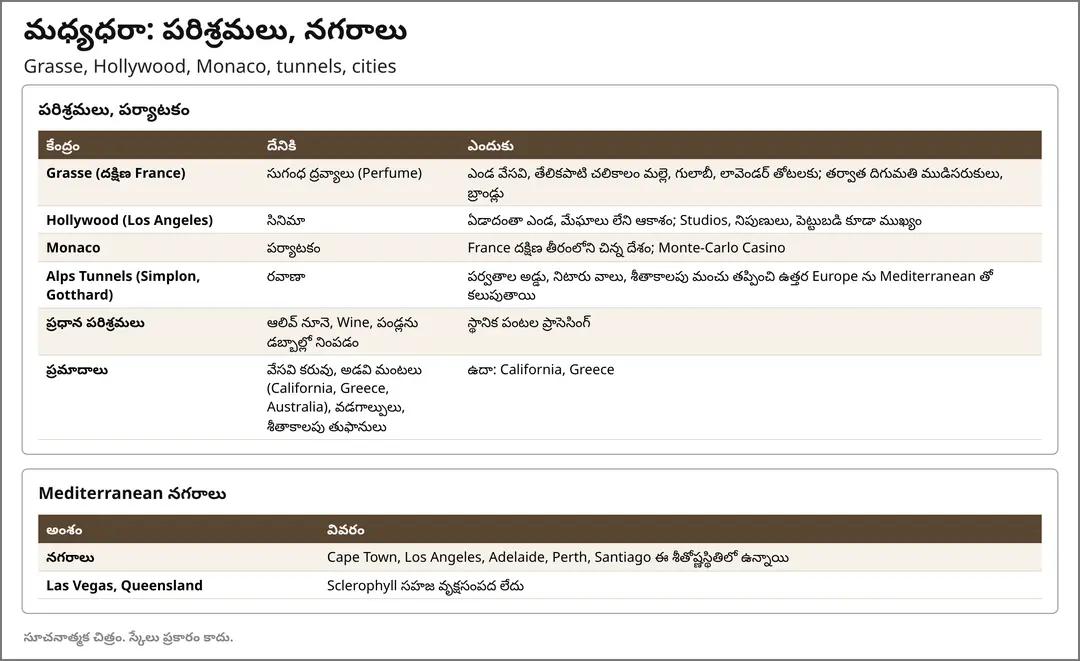 మధ్యధరా: పరిశ్రమలు, నగరాలు
Grasse, Hollywood, Monaco, tunnels, cities
పరిశ్రమలు, పర్యాటకం
కేంద్రం దేనికి ఎందుకు
Grasse (దక్షిణ France) సుగంధ ద్రవ్యాలు (Perfume) ఎండ వేసవి, తేలికపాటి చలికాలం మల్లె, గులాబీ, లావెండర్ తోటలకు; తర్వాత దిగుమతి ముడిసరుకులు,
బ్రాండ్లు
Hollywood (Los Angeles) సినిమా ఏడాదంతా ఎండ, మేఘాలు లేని ఆకాశం; Studios, నిపుణులు, పెట్టుబడి కూడా ముఖ్యం
Monaco పర్యాటకం France దక్షిణ తీరంలోని చిన్న దేశం; Monte-Carlo Casino
Alps Tunnels (Simplon, రవాణా పర్వతాల అడ్డు, నిటారు వాలు, శీతాకాలపు మంచు తప్పించి ఉత్తర Europe ను Mediterranean తో
Gotthard) కలుపుతాయి
ప్రధాన పరిశ్రమలు ఆలివ్ నూనె, Wine, పండ్లను స్థానిక పంటల ప్రాసెసింగ్
డబ్బాల్లో నింపడం
ప్రమాదాలు వేసవి కరువు, అడవి మంటలు ఉదా: California, Greece
(California, Greece,
Australia), వడగాల్పులు,
శీతాకాలపు తుఫానులు
Mediterranean నగరాలు
అంశం వివరం
నగరాలు Cape Town, Los Angeles, Adelaide, Perth, Santiago ఈ శీతోష్ణస్థితిలో ఉన్నాయి
Las Vegas, Queensland Sclerophyll సహజ వృక్షసంపద లేదు
సూచనాత్మక చిత్రం. స్కేలు ప్రకారం కాదు.